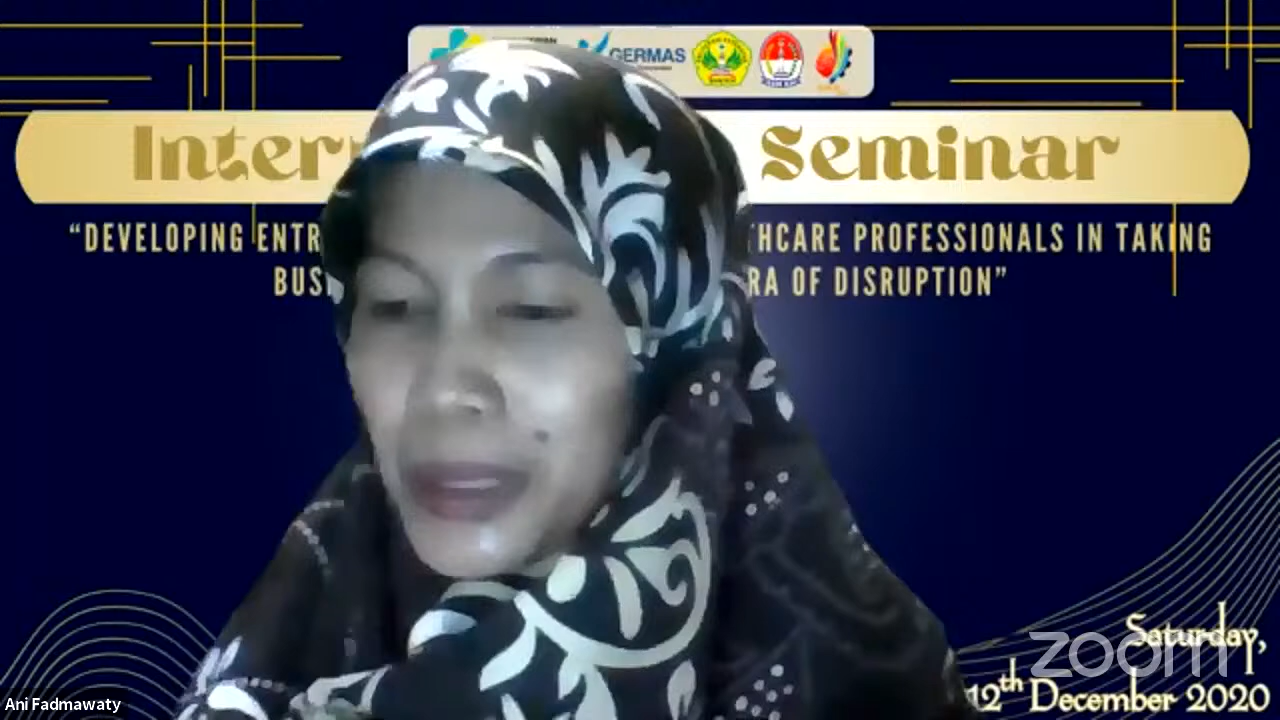 GERMAS
Inter Seminar
“DEVELOPING ENTR HCARE PROFESSIONALS IN TAKING
BUS RA OF DISRUPTION”
Saturday,
zoom
12th December 2020
Ani Fadmawaty